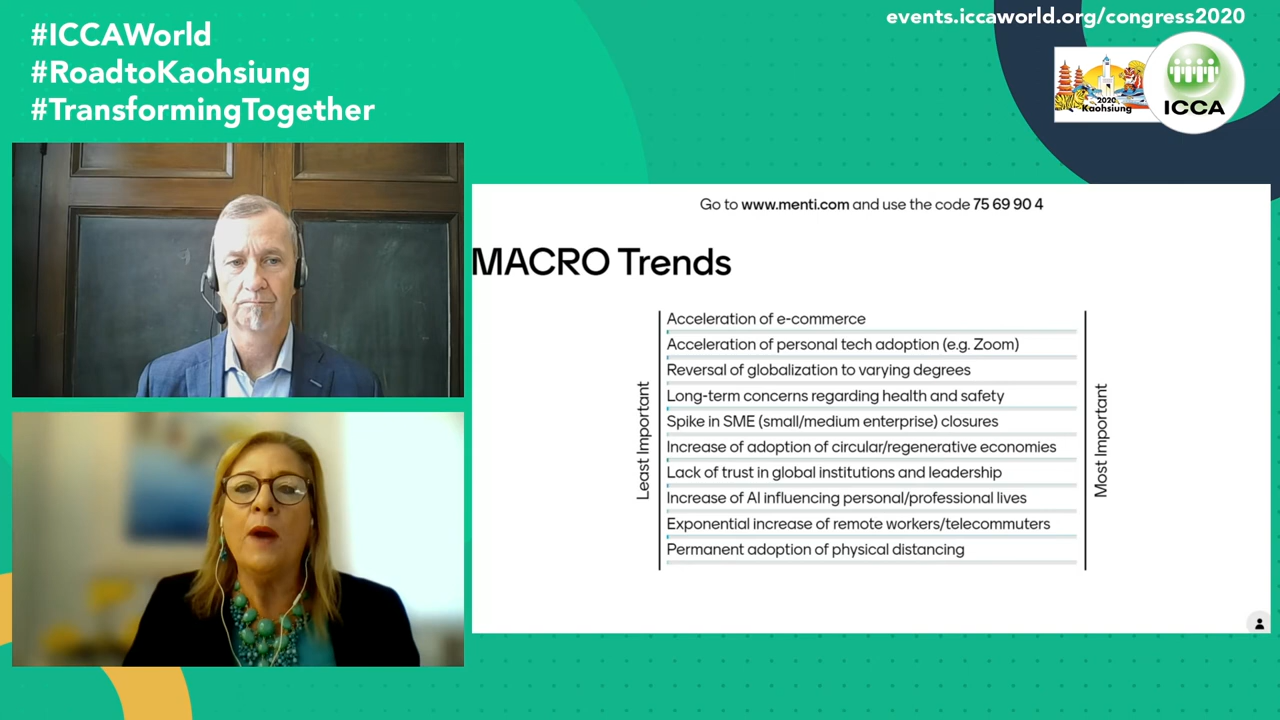 #ICCAWorld
#RoadtoKaohsiung
#TransformingTogether
events.iccaworld.org/congress2020
2020
Kaohsiung
ICCA
Go to www.menti.com and use the code 75 69 90 4
MACRO Trends
Least Important
Acceleration of e-commerce
Acceleration of personal tech adoption (e.g. Zoom)
Reversal of globalization to varying degrees
Long-term concerns regarding health and safety
Spike in SME (small/medium enterprise) closures
Increase of adoption of circular/regenerative economies
Lack of trust in global institutions and leadership
Increase of AI influencing personal/professional lives
Exponential increase of remote workers/telecommuters
Permanent adoption of physical distancing
Most Important